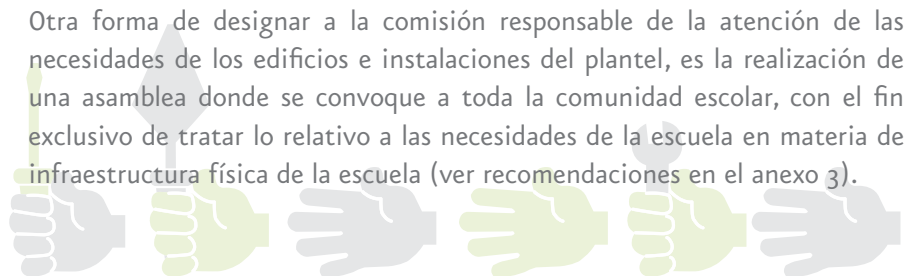 Otra forma de designar a la comisión responsable de la atención de las
necesidades de los edificios e instalaciones del plantel, es la realización de
una asamblea donde se convoque a toda la comunidad escolar, con el fin
exclusivo de tratar lo relativo a las necesidades de la escuela en materia de
infraestructura física de la escuela (ver recomendaciones en el anexo 3).